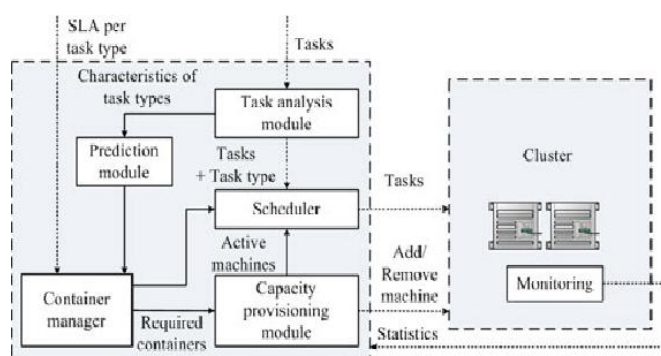 SLA per
task type
Tasks
Characteristics of
task types
Task analysis
module
Prediction
module
Tasks
+ Task type
Scheduler
Tasks
Cluster
Active
machines
Add/
Remove
machine
Monitoring
Container
manager
Required
containers
Capacity
provisioning
module
Statistics